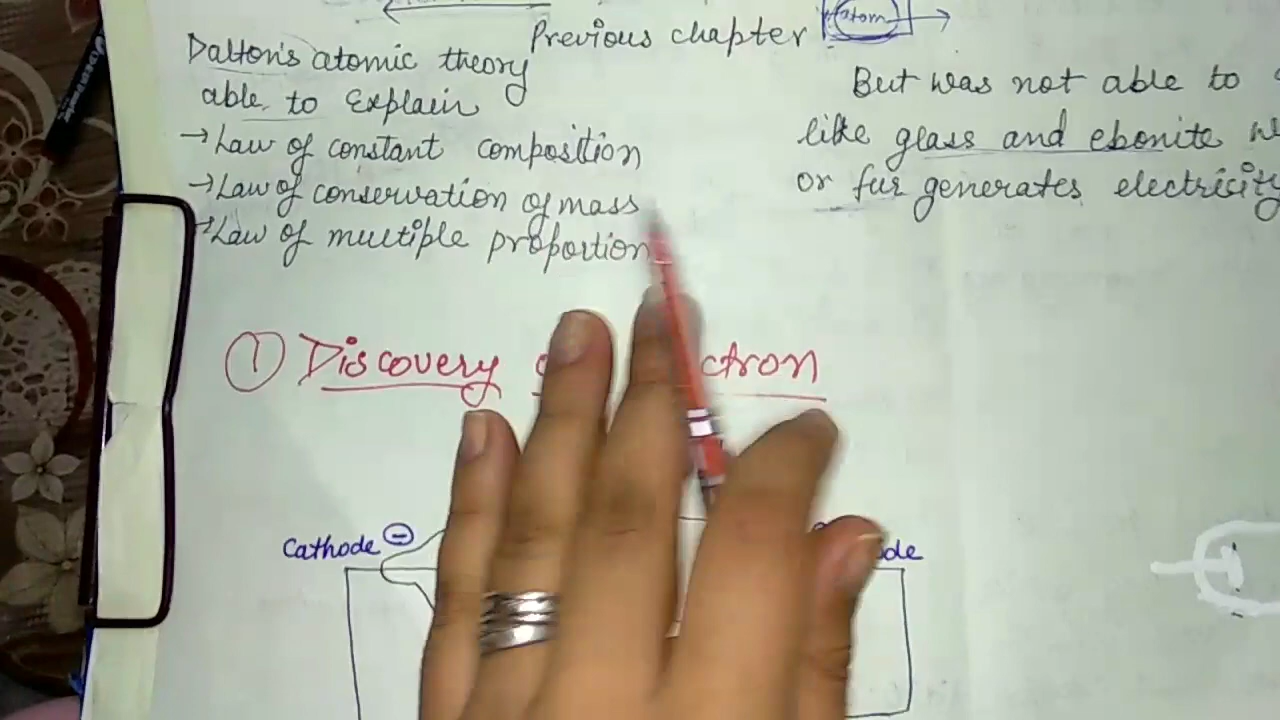 Previous chapter atom
Dalton's atomic theory
able to Explain
→ Law of constant composition
→ Law of conservation of mass
→ Law of multiple proportion
But was not able to
like glass and ebonite
or fur generates electricity
① Discovery
Cathode ⊖